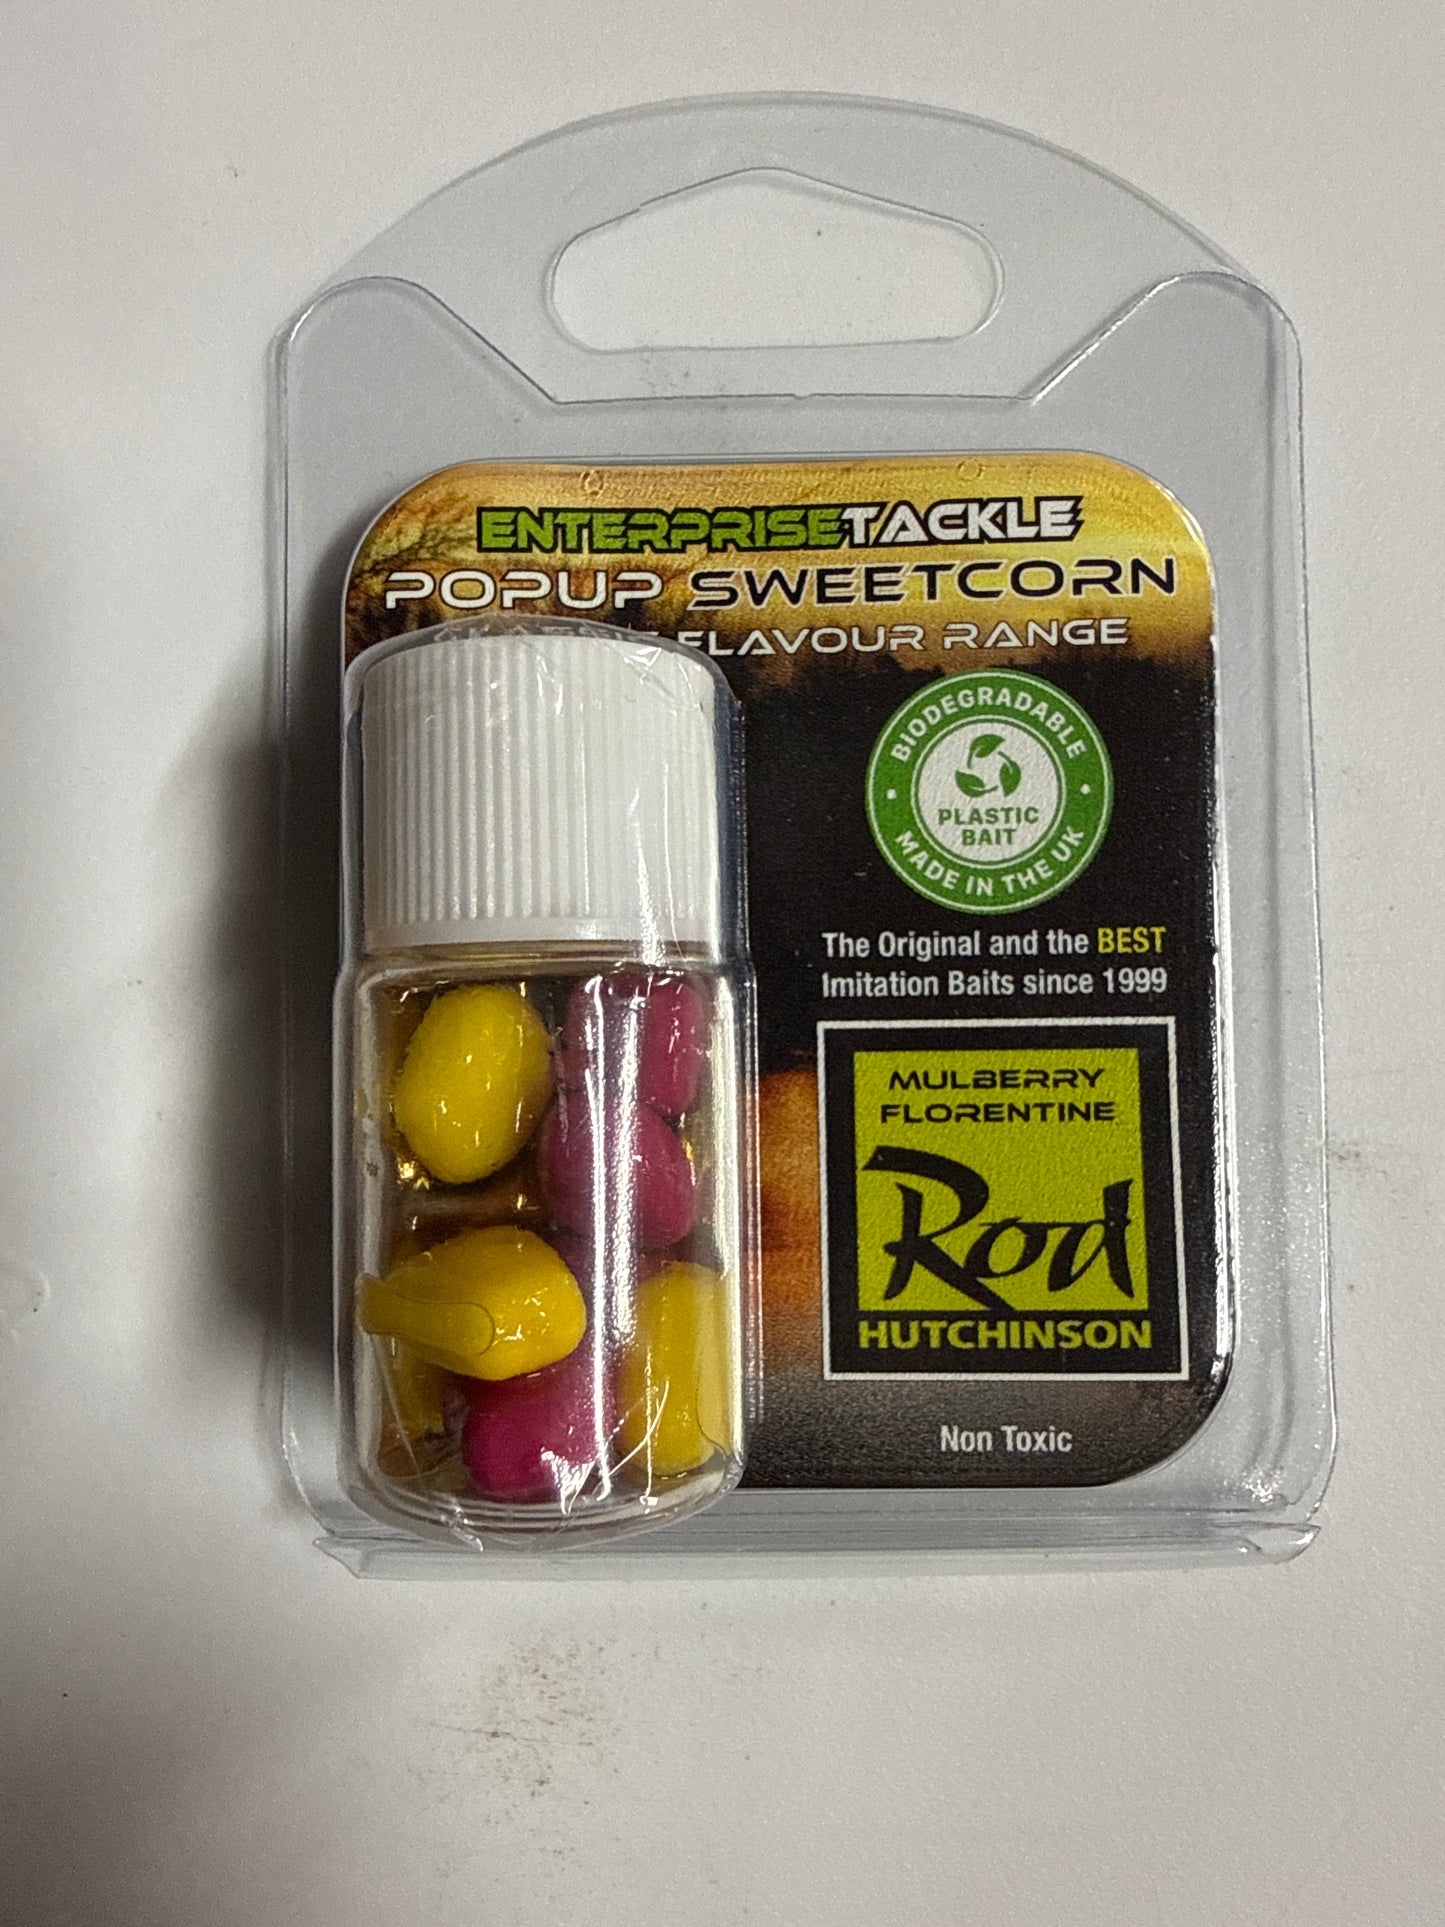 ENTERPRISETACKLE
POPUP SWEETCORN
FLAVOUR RANGE
BIODEGRADABLE
PLASTIC
BAIT
MADE IN THE UK
The Original and the BEST
Imitation Baits since 1999
MULBERRY
FLORENTINE
Rod
HUTCHINSON
Non Toxic